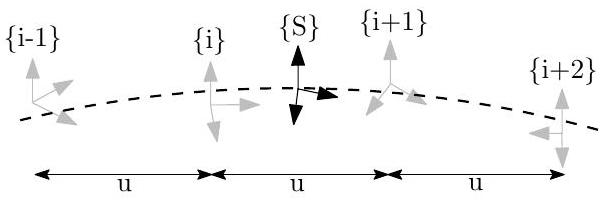 {i-1} {i} {S} {i+1} {i+2}
u u u